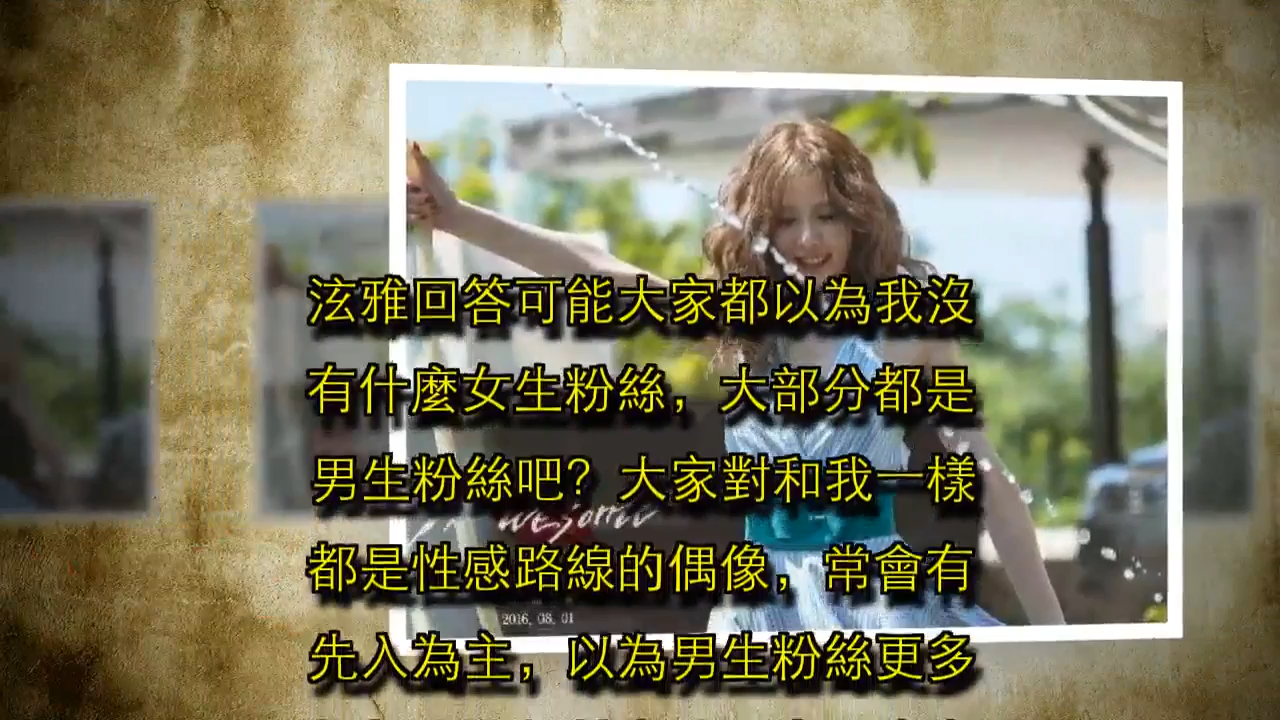 泫雅回答可能大家都以為我沒
有什麼女生粉絲，大部分都是
男生粉絲吧？大家對和我一樣
都是性感路線的偶像，常會有
先入為主，以為男生粉絲更多
Awesome
2016. 08. 01